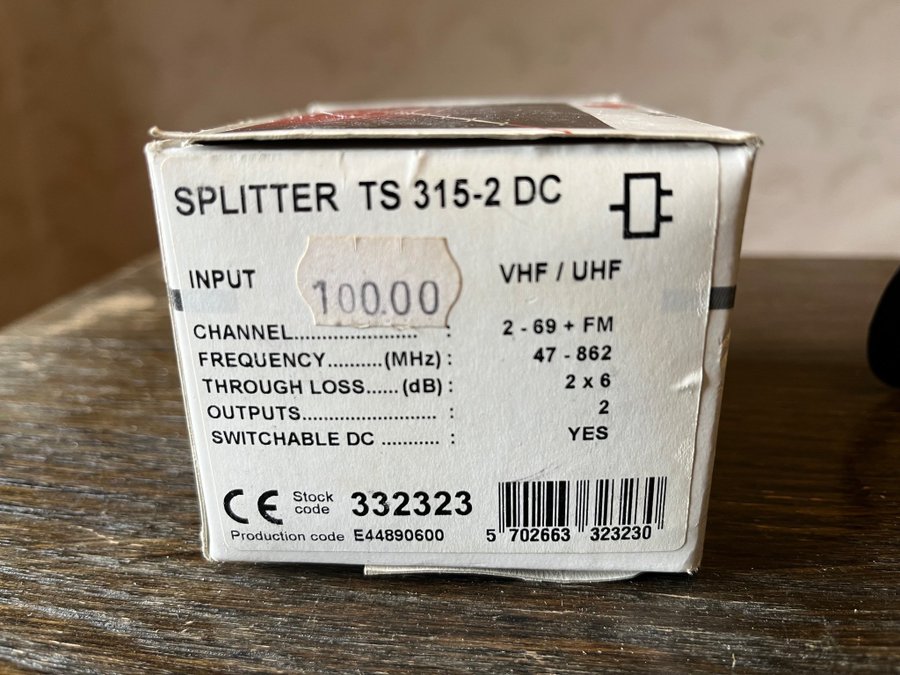 SPLITTER TS 315-2 DC
INPUT VHF / UHF
100.00
CHANNEL...................... : 2 - 69 + FM
FREQUENCY..........(MHz) : 47 - 862
THROUGH LOSS......(dB) : 2 x 6
OUTPUTS......................... : 2
SWITCHABLE DC ........... : YES
CE Stock code 332323
Production code E44890600
5 702663 323230